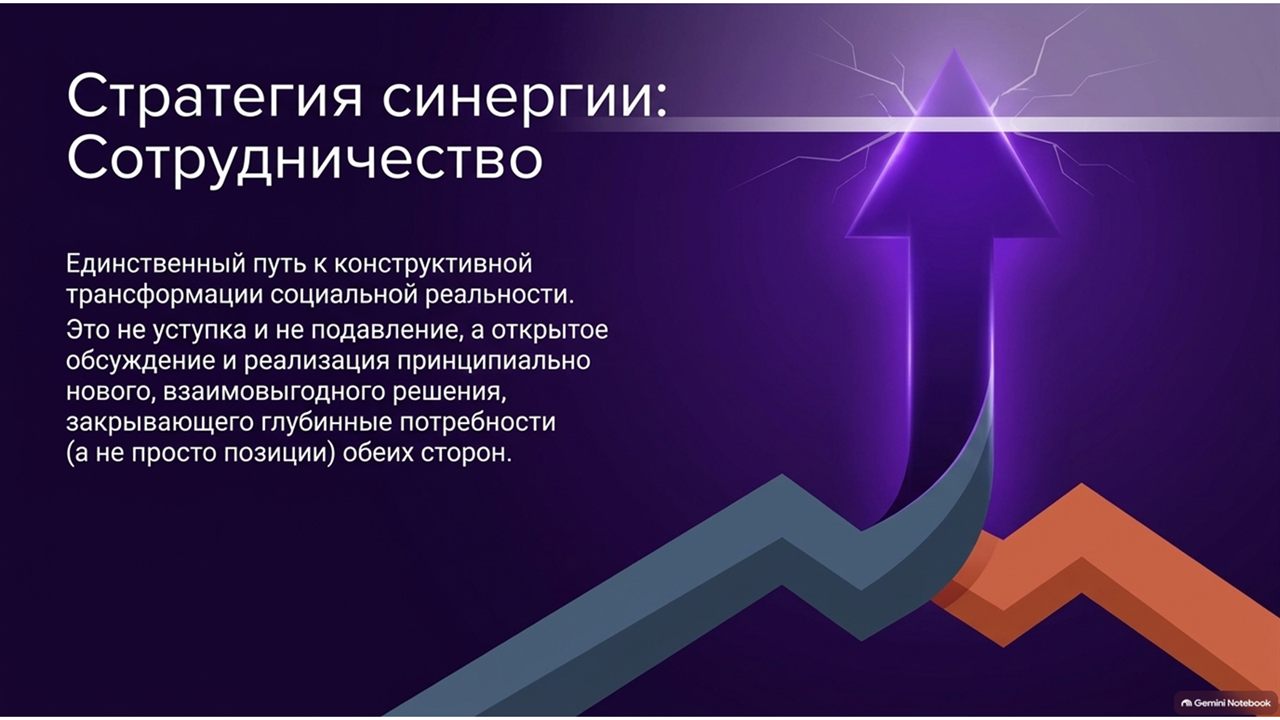 Стратегия синергии:
Сотрудничество
Единственный путь к конструктивной
трансформации социальной реальности.
Это не уступка и не подавление, а открытое
обсуждение и реализация принципиально
нового, взаимовыгодного решения,
закрывающего глубинные потребности
(а не просто позиции) обеих сторон.
Gemini Notebook